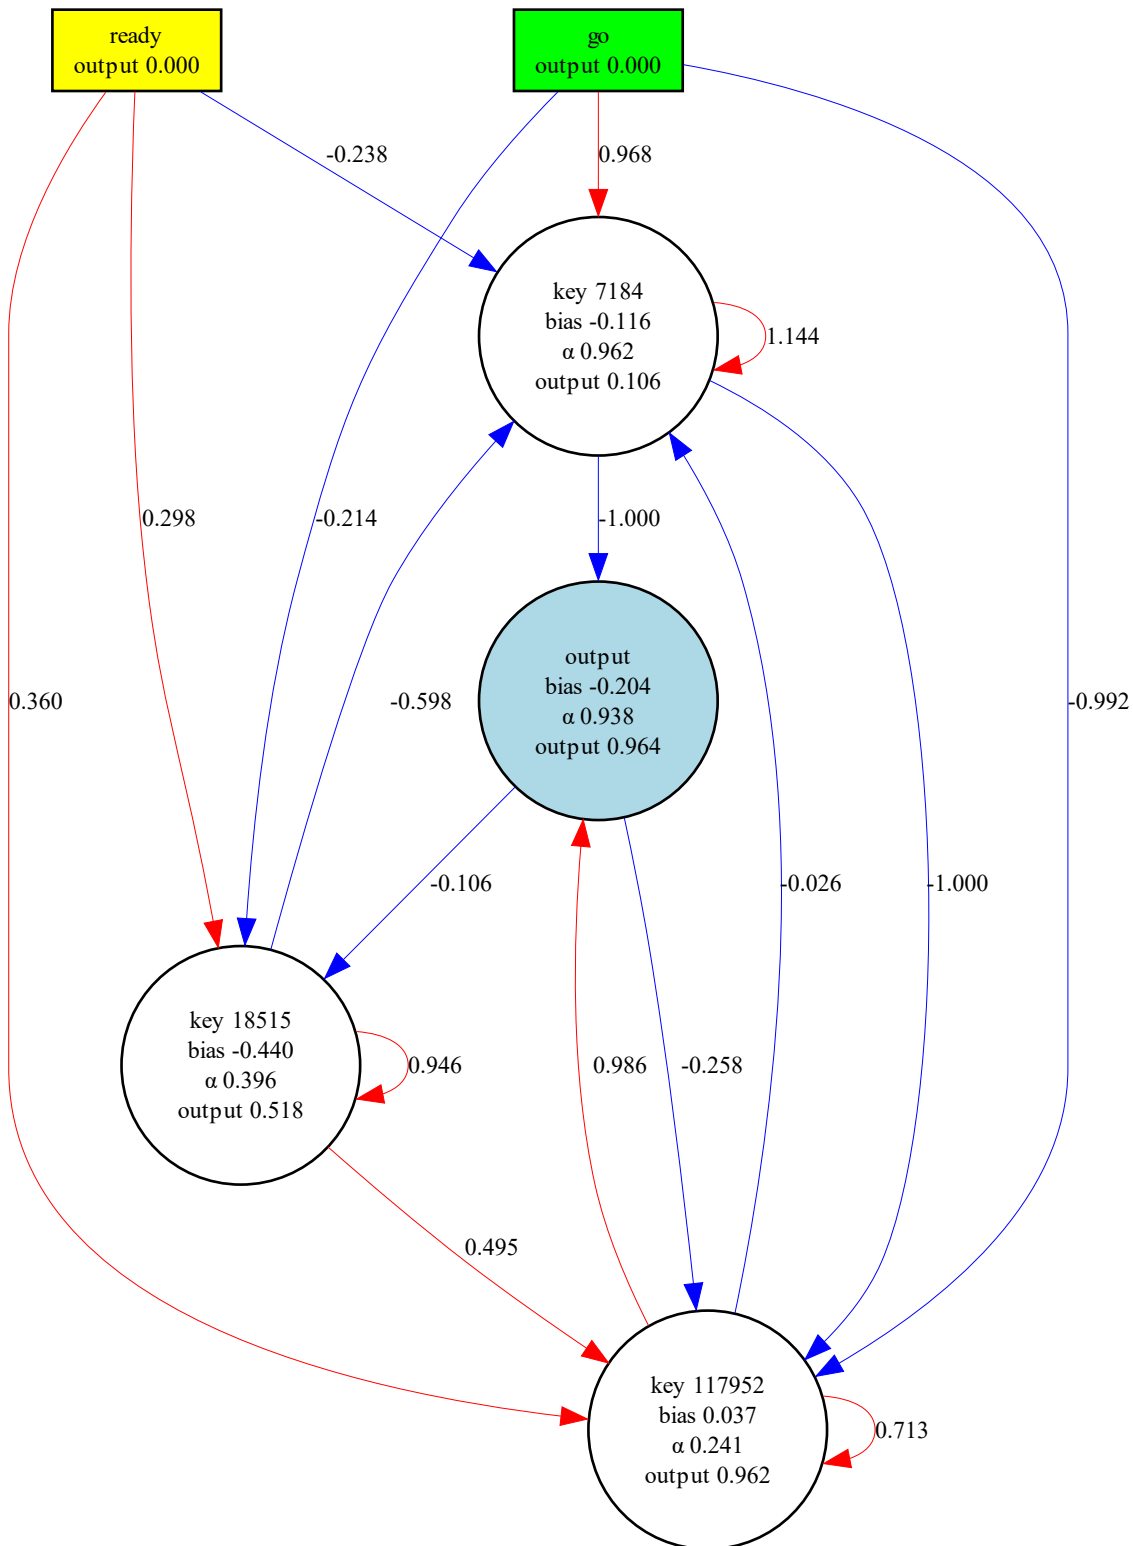 ready
output 0.000
go
output 0.000
-0.238
0.968
key 7184
bias -0.116
α 0.962
output 0.106
1.144
0.298
-0.214
-1.000
output
bias -0.204
α 0.938
output 0.964
0.360
-0.598
-0.992
-0.106
-0.026
-1.000
key 18515
bias -0.440
α 0.396
output 0.518
0.946
0.986
-0.258
0.495
key 117952
bias 0.037
α 0.241
output 0.962
0.713